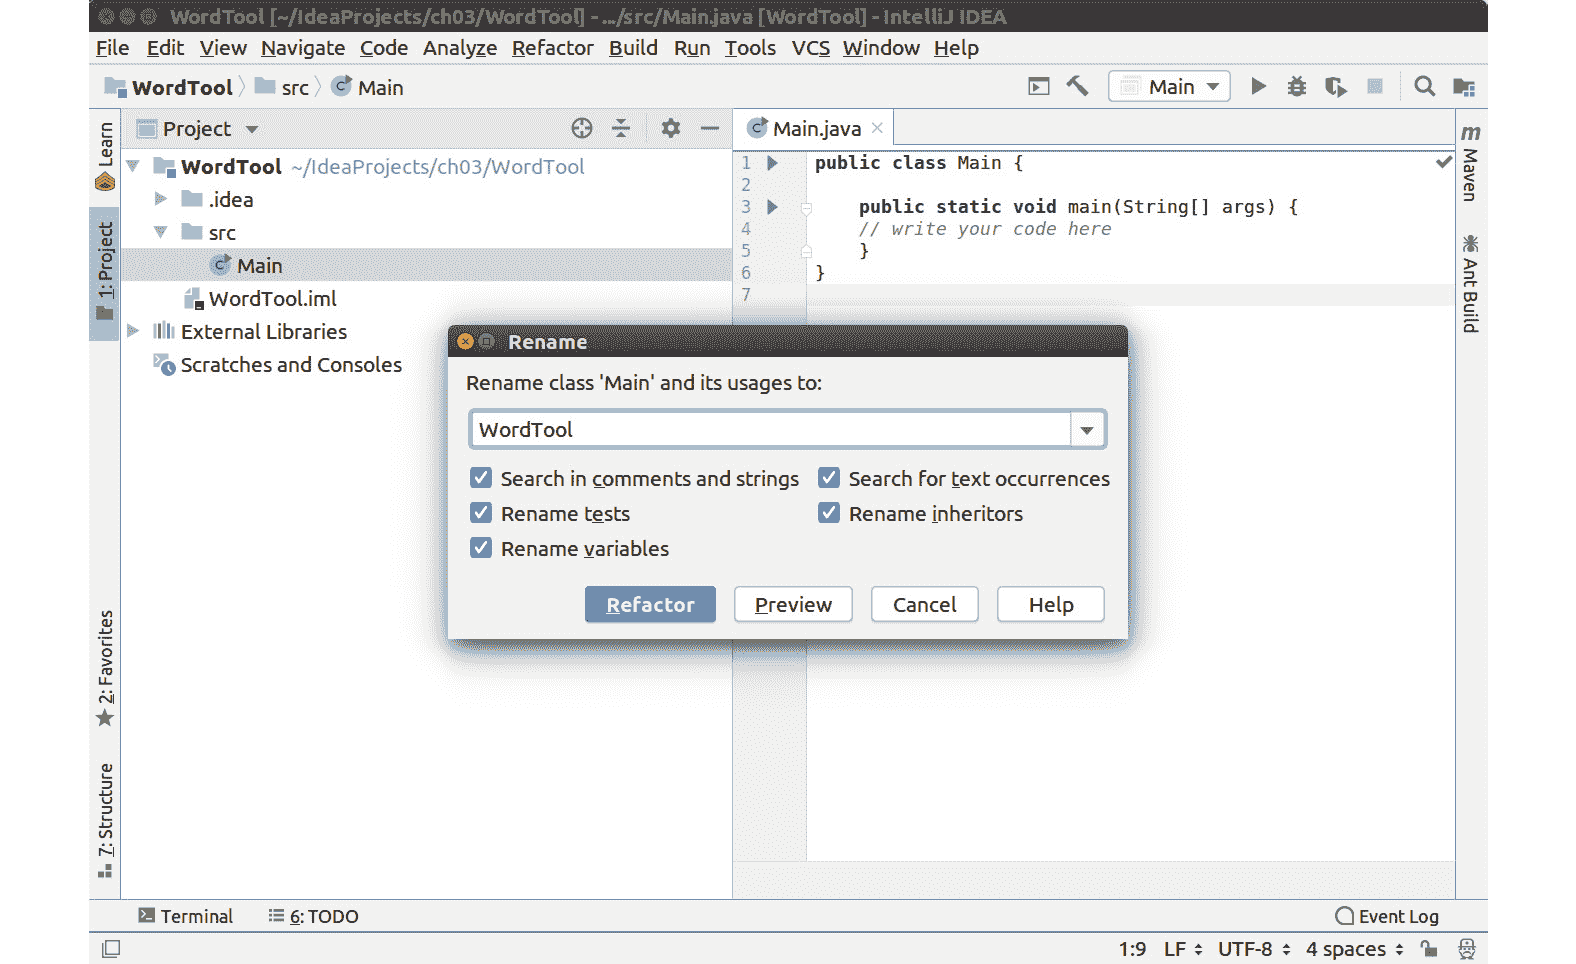 WordTool [~/IdeaProjects/ch03/WordTool] - .../src/Main.java [WordTool] - IntelliJ IDEA
File Edit View Navigate Code Analyze Refactor Build Run Tools VCS Window Help
WordTool src Main
Main
Learn
1: Project
2: Favorites
7: Structure
Project
WordTool ~/IdeaProjects/ch03/WordTool
.idea
src
Main
WordTool.iml
External Libraries
Scratches and Consoles
Main.java
1 public class Main {
2
3 public static void main(String[] args) {
4 // write your code here
5 }
6 }
7
Maven
Ant Build
Rename
Rename class 'Main' and its usages to:
WordTool
Search in comments and strings Search for text occurrences
Rename tests Rename inheritors
Rename variables
Refactor Preview Cancel Help
Terminal 6: TODO Event Log
1:9 LF UTF-8 4 spaces